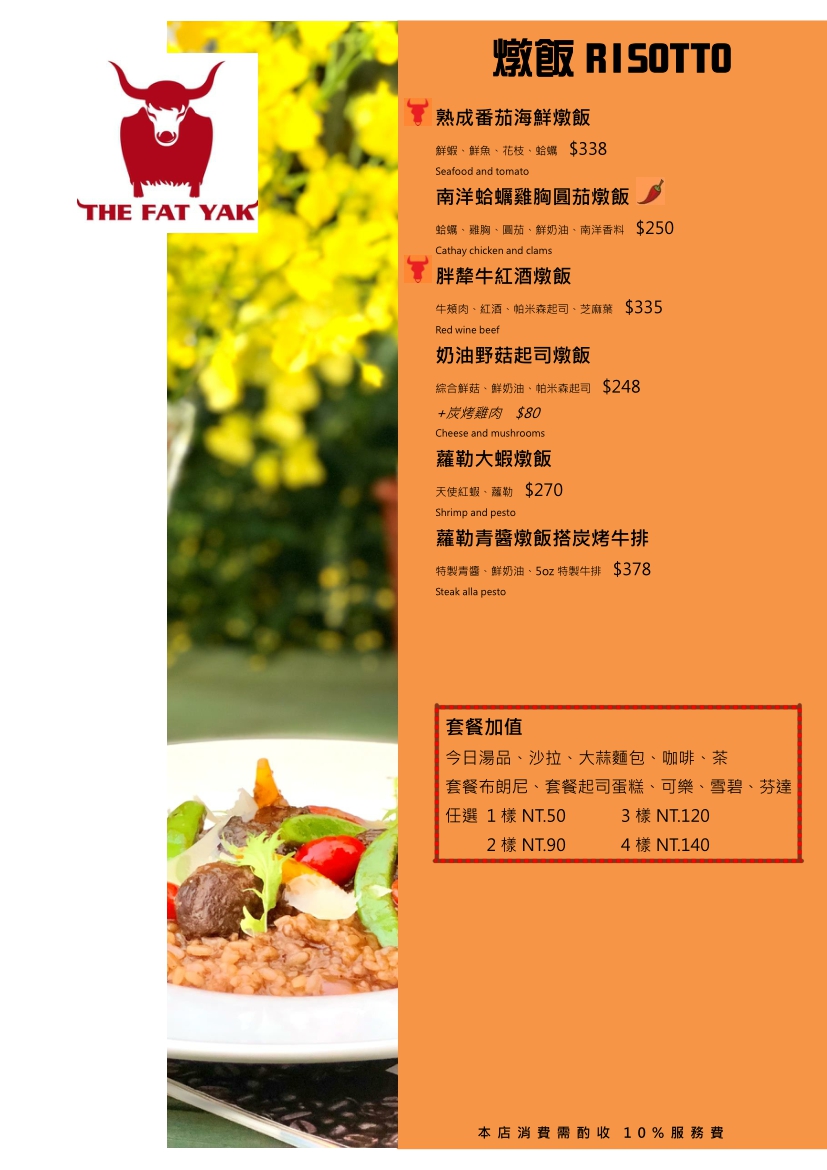 THE FAT YAK
燉飯 RISOTTO
熟成番茄海鮮燉飯
鮮蝦、鮮魚、花枝、蛤蠣 $338
Seafood and tomato
南洋蛤蠣雞胸圓茄燉飯
蛤蠣、雞胸、圓茄、鮮奶油、南洋香料 $250
Cathay chicken and clams
胖犛牛紅酒燉飯
牛頰肉、紅酒、帕米森起司、芝麻葉 $335
Red wine beef
奶油野菇起司燉飯
綜合鮮菇、鮮奶油、帕米森起司 $248
+炭烤雞肉 $80
Cheese and mushrooms
蘿勒大蝦燉飯
天使紅蝦、蘿勒 $270
Shrimp and pesto
蘿勒青醬燉飯搭炭烤牛排
特製青醬、鮮奶油、5oz 特製牛排 $378
Steak alla pesto
套餐加值
今日湯品、沙拉、大蒜麵包、咖啡、茶
套餐布朗尼、套餐起司蛋糕、可樂、雪碧、芬達
任選 1 樣 NT.50 3 樣 NT.120
2 樣 NT.90 4 樣 NT.140
本店消費需酌收 10%服務費